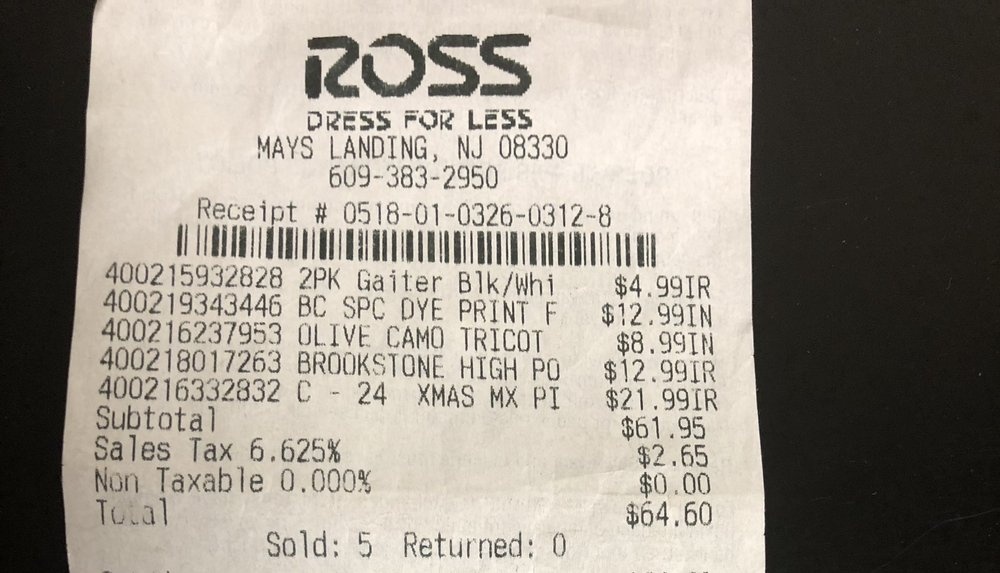 ROSS
DRESS FOR LESS
MAYS LANDING, NJ 08330
609-383-2950
Receipt # 0518-01-0326-0312-8
400215932828 2PK Gaiter Blk/Whi $4.99IR
400219343446 BC SPC DYE PRINT F $12.99IN
400216237953 OLIVE CAMO TRICOT $8.99IN
400218017263 BROOKSTONE HIGH PO $12.99IR
400216332832 C - 24 XMAS MX PI $21.99IR
Subtotal $61.95
Sales Tax 6.625% $2.65
Non Taxable 0.000% $0.00
Total $64.60
Sold: 5 Returned: 0